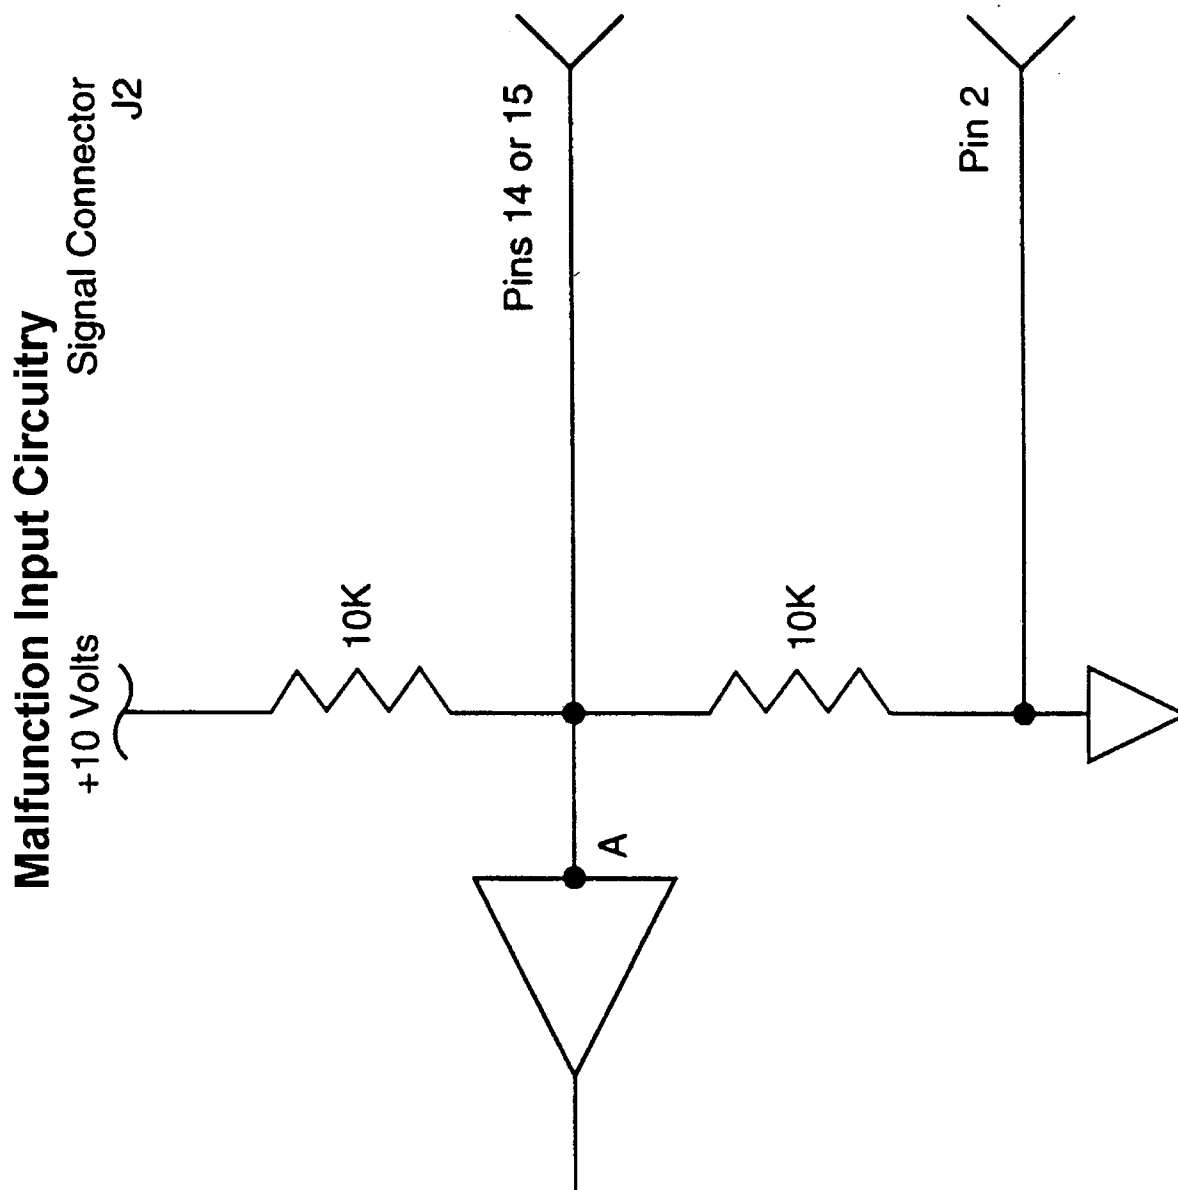 Malfunction Input Circuitry
Signal Connector
J2
+10 Volts
10K
Pins 14 or 15
A
10K
Pin 2